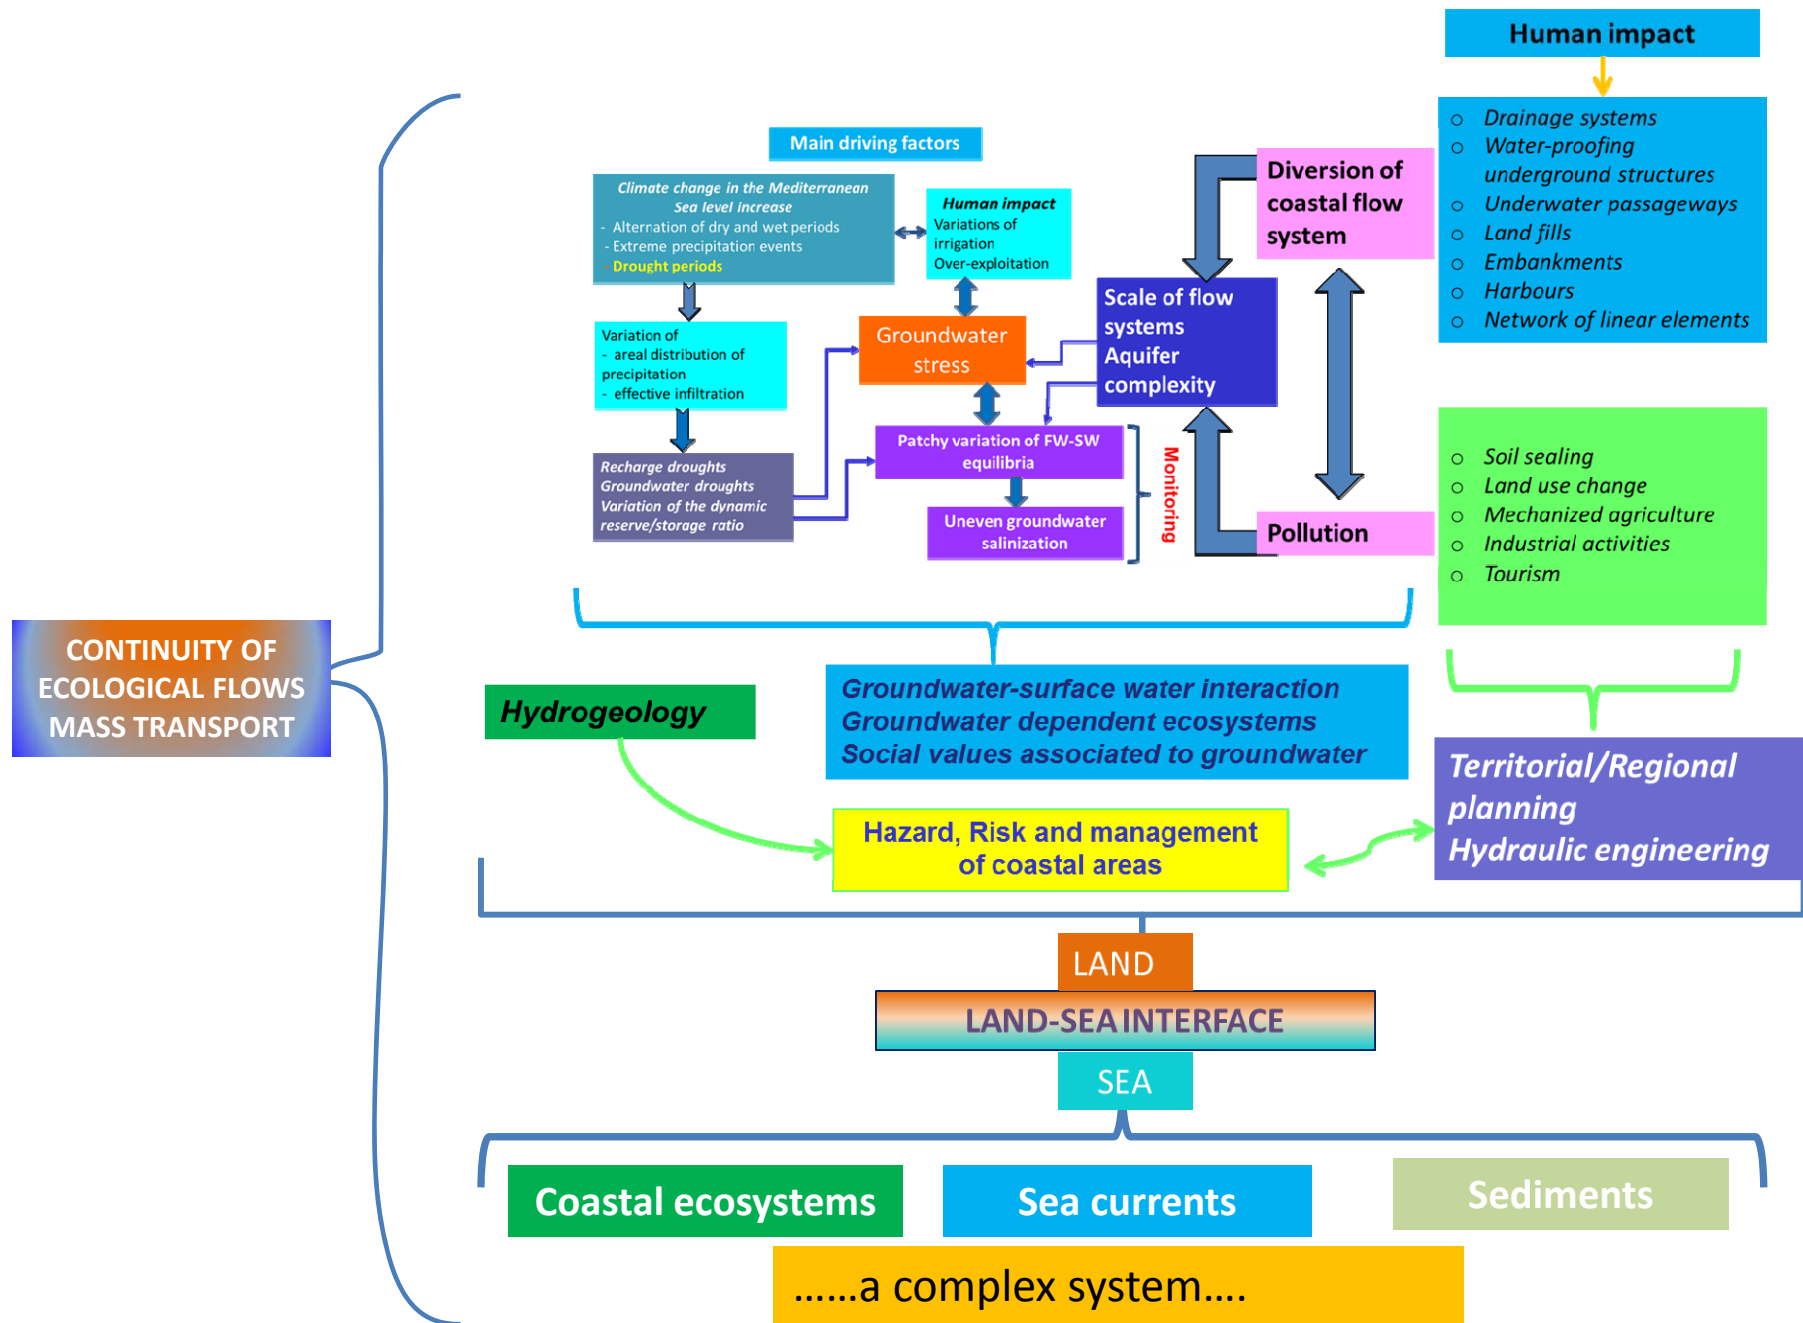 Human impact
o Drainage systems
o Water-proofing
underground structures
o Underwater passageways
o Land fills
o Embankments
o Harbours
o Network of linear elements
Main driving factors
Climate change in the Mediterranean
Sea level increase
- Alternation of dry and wet periods
- Extreme precipitation events
Drought periods
Human impact
Variations of
irrigation
Over-exploitation
Diversion of
coastal flow
system
Scale of flow
systems
Aquifer
complexity
Groundwater
stress
Variation of
- areal distribution of
precipitation
- effective infiltration
Patchy variation of FW-SW
equilibria
Uneven groundwater
salinization
Monitoring
Recharge droughts
Groundwater droughts
Variation of the dynamic
reserve/storage ratio
Pollution
o Soil sealing
o Land use change
o Mechanized agriculture
o Industrial activities
o Tourism
CONTINUITY OF
ECOLOGICAL FLOWS
MASS TRANSPORT
Hydrogeology
Groundwater-surface water interaction
Groundwater dependent ecosystems
Social values associated to groundwater
Territorial/Regional
planning
Hydraulic engineering
Hazard, Risk and management
of coastal areas
LAND
LAND-SEA INTERFACE
SEA
Coastal ecosystems
Sea currents
Sediments
......a complex system....